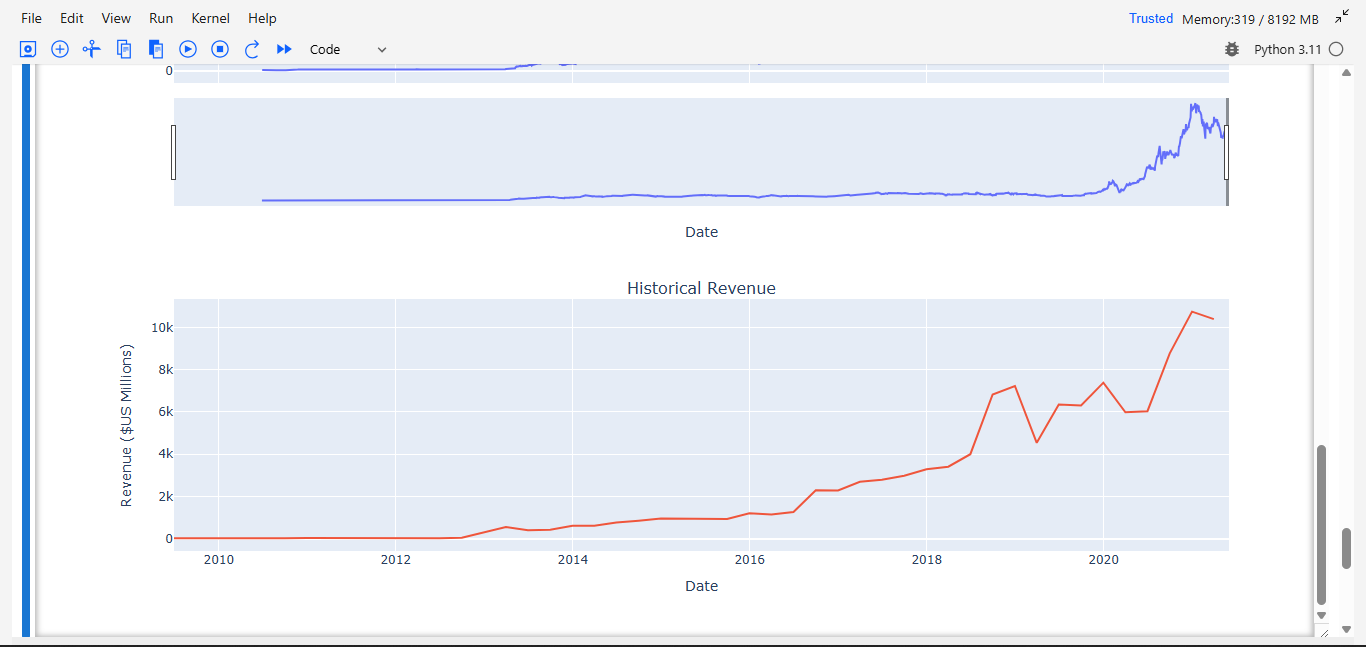 File Edit View Run Kernel Help Trusted Memory:319 / 8192 MB
Code Python 3.11
0
Date
Historical Revenue
10k
8k
6k
4k
2k
0
Revenue ($US Millions)
2010 2012 2014 2016 2018 2020
Date